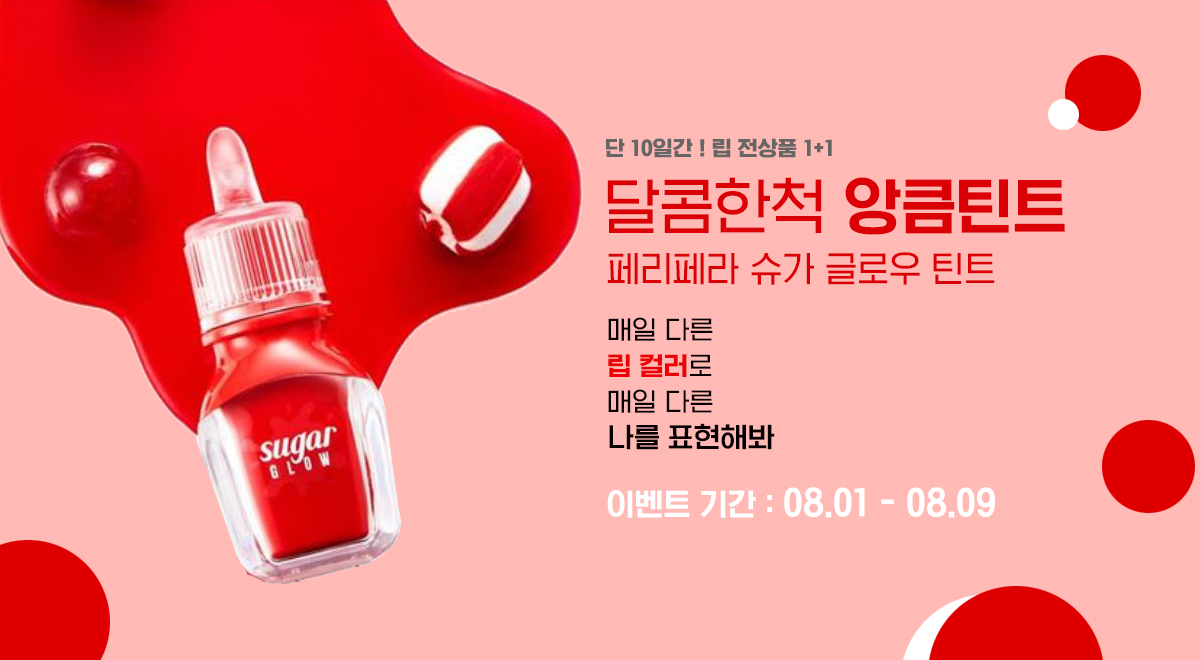 단 10일간 ! 립 전상품 1+1
달콤한척 앙큼틴트
페리페라 슈가 글로우 틴트
매일 다른
립 컬러로
매일 다른
나를 표현해봐
이벤트 기간 : 08.01 - 08.09
sugar
GLOW